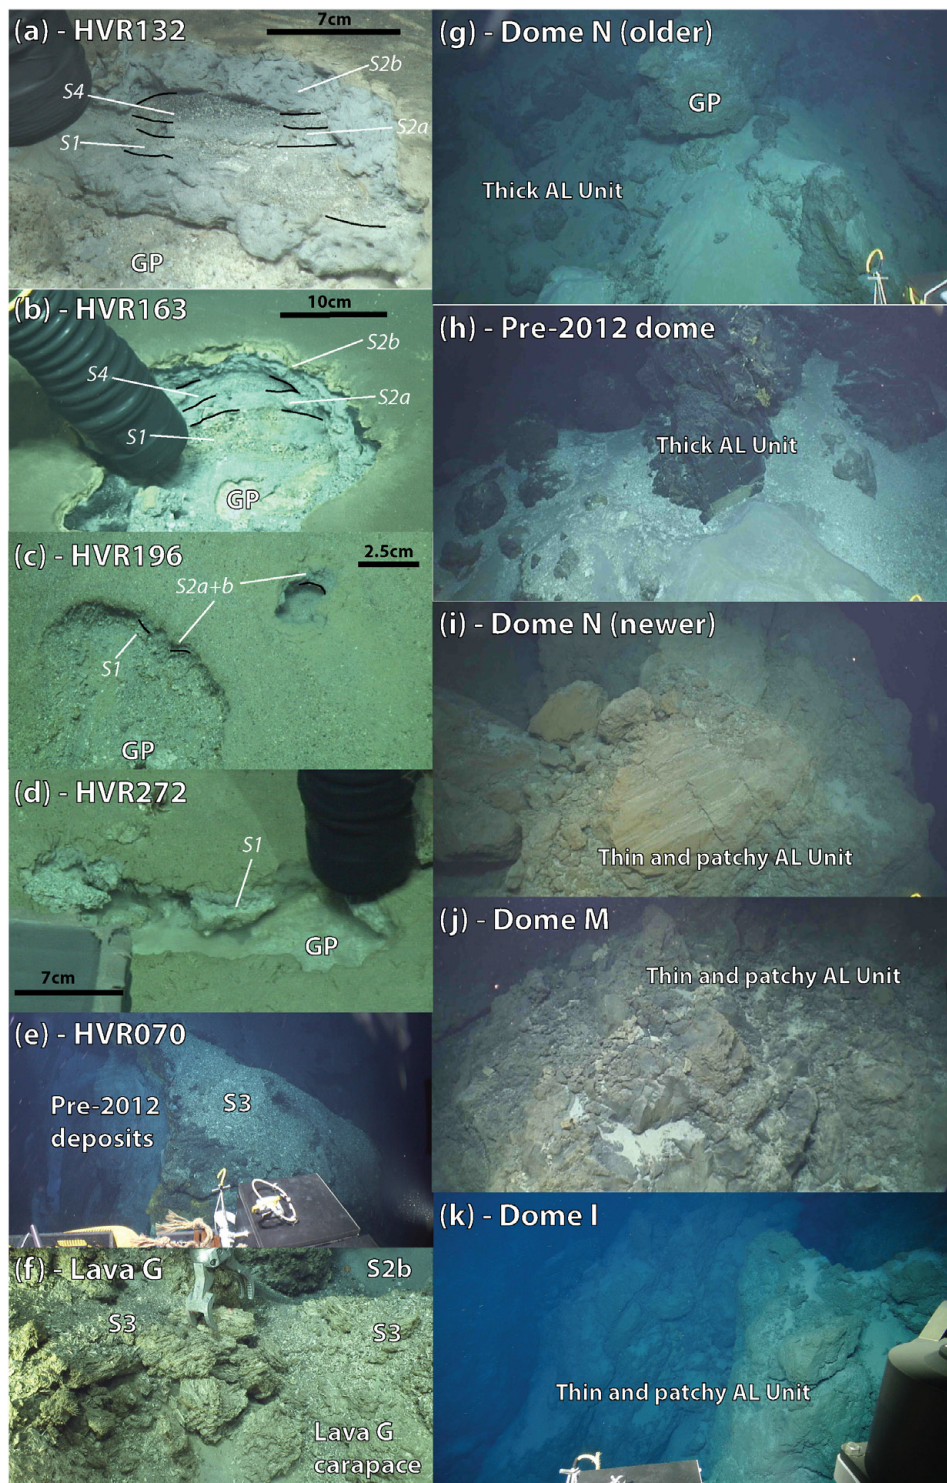 (a) - HVR132
7cm
S2b
S4
S1
S2a
GP
(b) - HVR163
10cm
S2b
S4
S2a
S1
GP
(c) - HVR196
2.5cm
S2a+b
S1
GP
(d) - HVR272
S1
GP
7cm
(e) - HVR070
S3
Pre-2012
deposits
(f) - Lava G
S2b
S3
S3
Lava G
carapace
(g) - Dome N (older)
GP
Thick AL Unit
(h) - Pre-2012 dome
Thick AL Unit
(i) - Dome N (newer)
Thin and patchy AL Unit
(j) - Dome M
Thin and patchy AL Unit
(k) - Dome I
Thin and patchy AL Unit